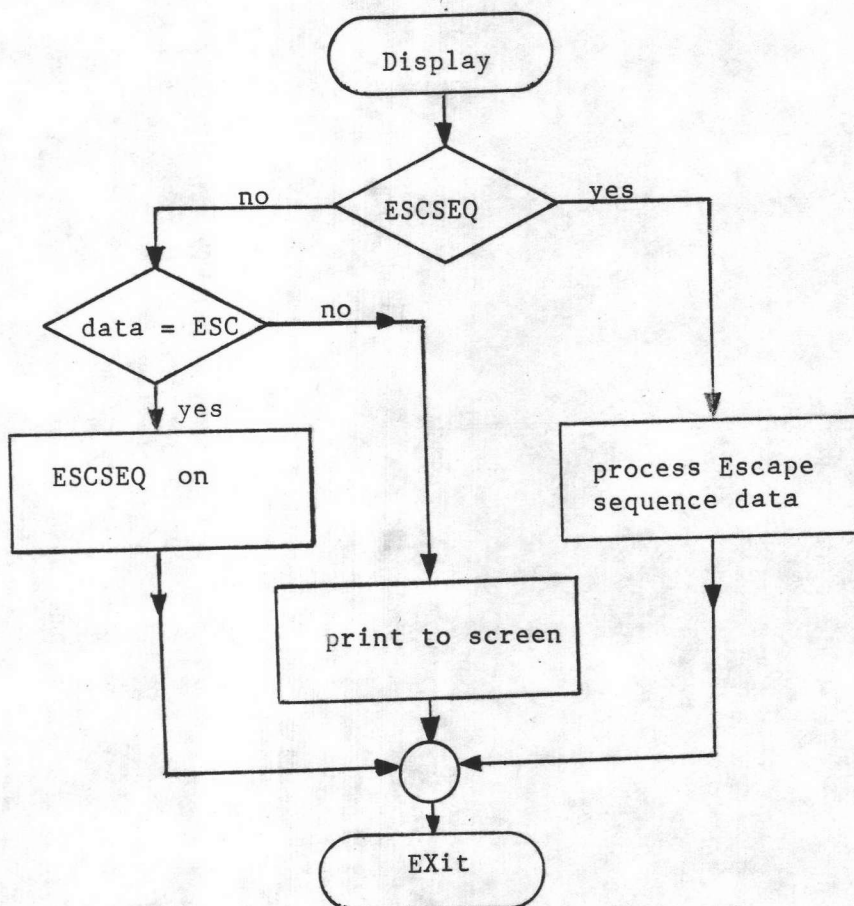 Display
no
ESCSEQ
yes
data = ESC
no
yes
ESCSEQ on
process Escape
sequence data
print to screen
EXit